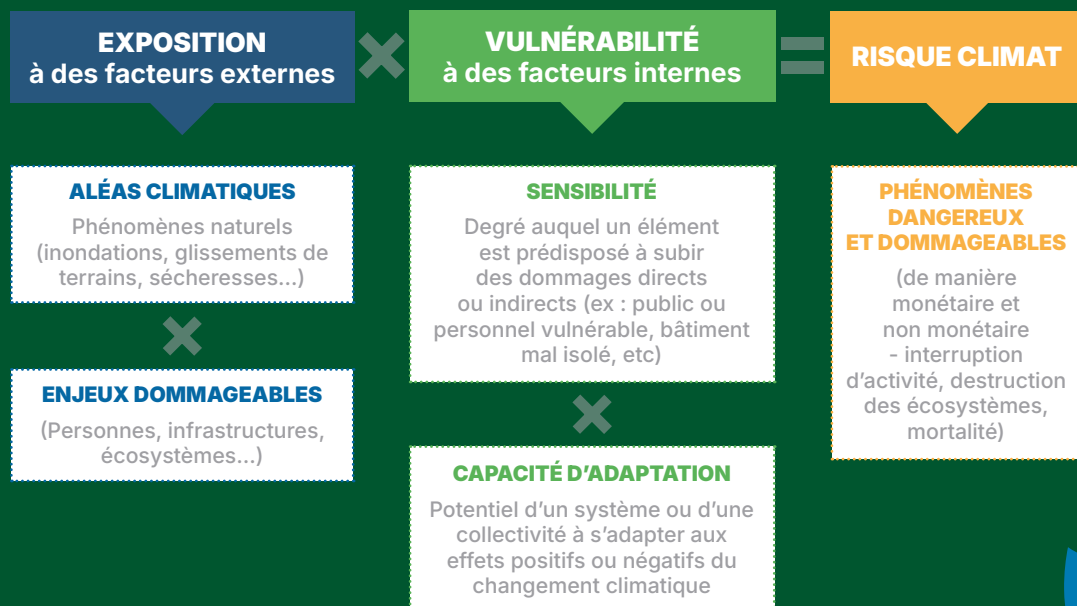 EXPOSITION
à des facteurs externes
VULNÉRABILITÉ
à des facteurs internes
RISQUE CLIMAT
ALÉAS CLIMATIQUES
Phénomènes naturels
(inondations, glissements de
terrains, sécheresses...)
ENJEUX DOMMAGEABLES
(Personnes, infrastructures,
écosystèmes...)
SENSIBILITÉ
Degré auquel un élément
est prédisposé à subir
des dommages directs
ou indirects (ex : public ou
personnel vulnérable, bâtiment
mal isolé, etc)
CAPACITÉ D’ADAPTATION
Potentiel d’un système ou d’une
collectivité à s’adapter aux
effets positifs ou négatifs du
changement climatique
PHÉNOMÈNES
DANGEREUX
ET DOMMAGEABLES
(de manière
monétaire et
non monétaire
- interruption
d’activité, destruction
des écosystèmes,
mortalité)